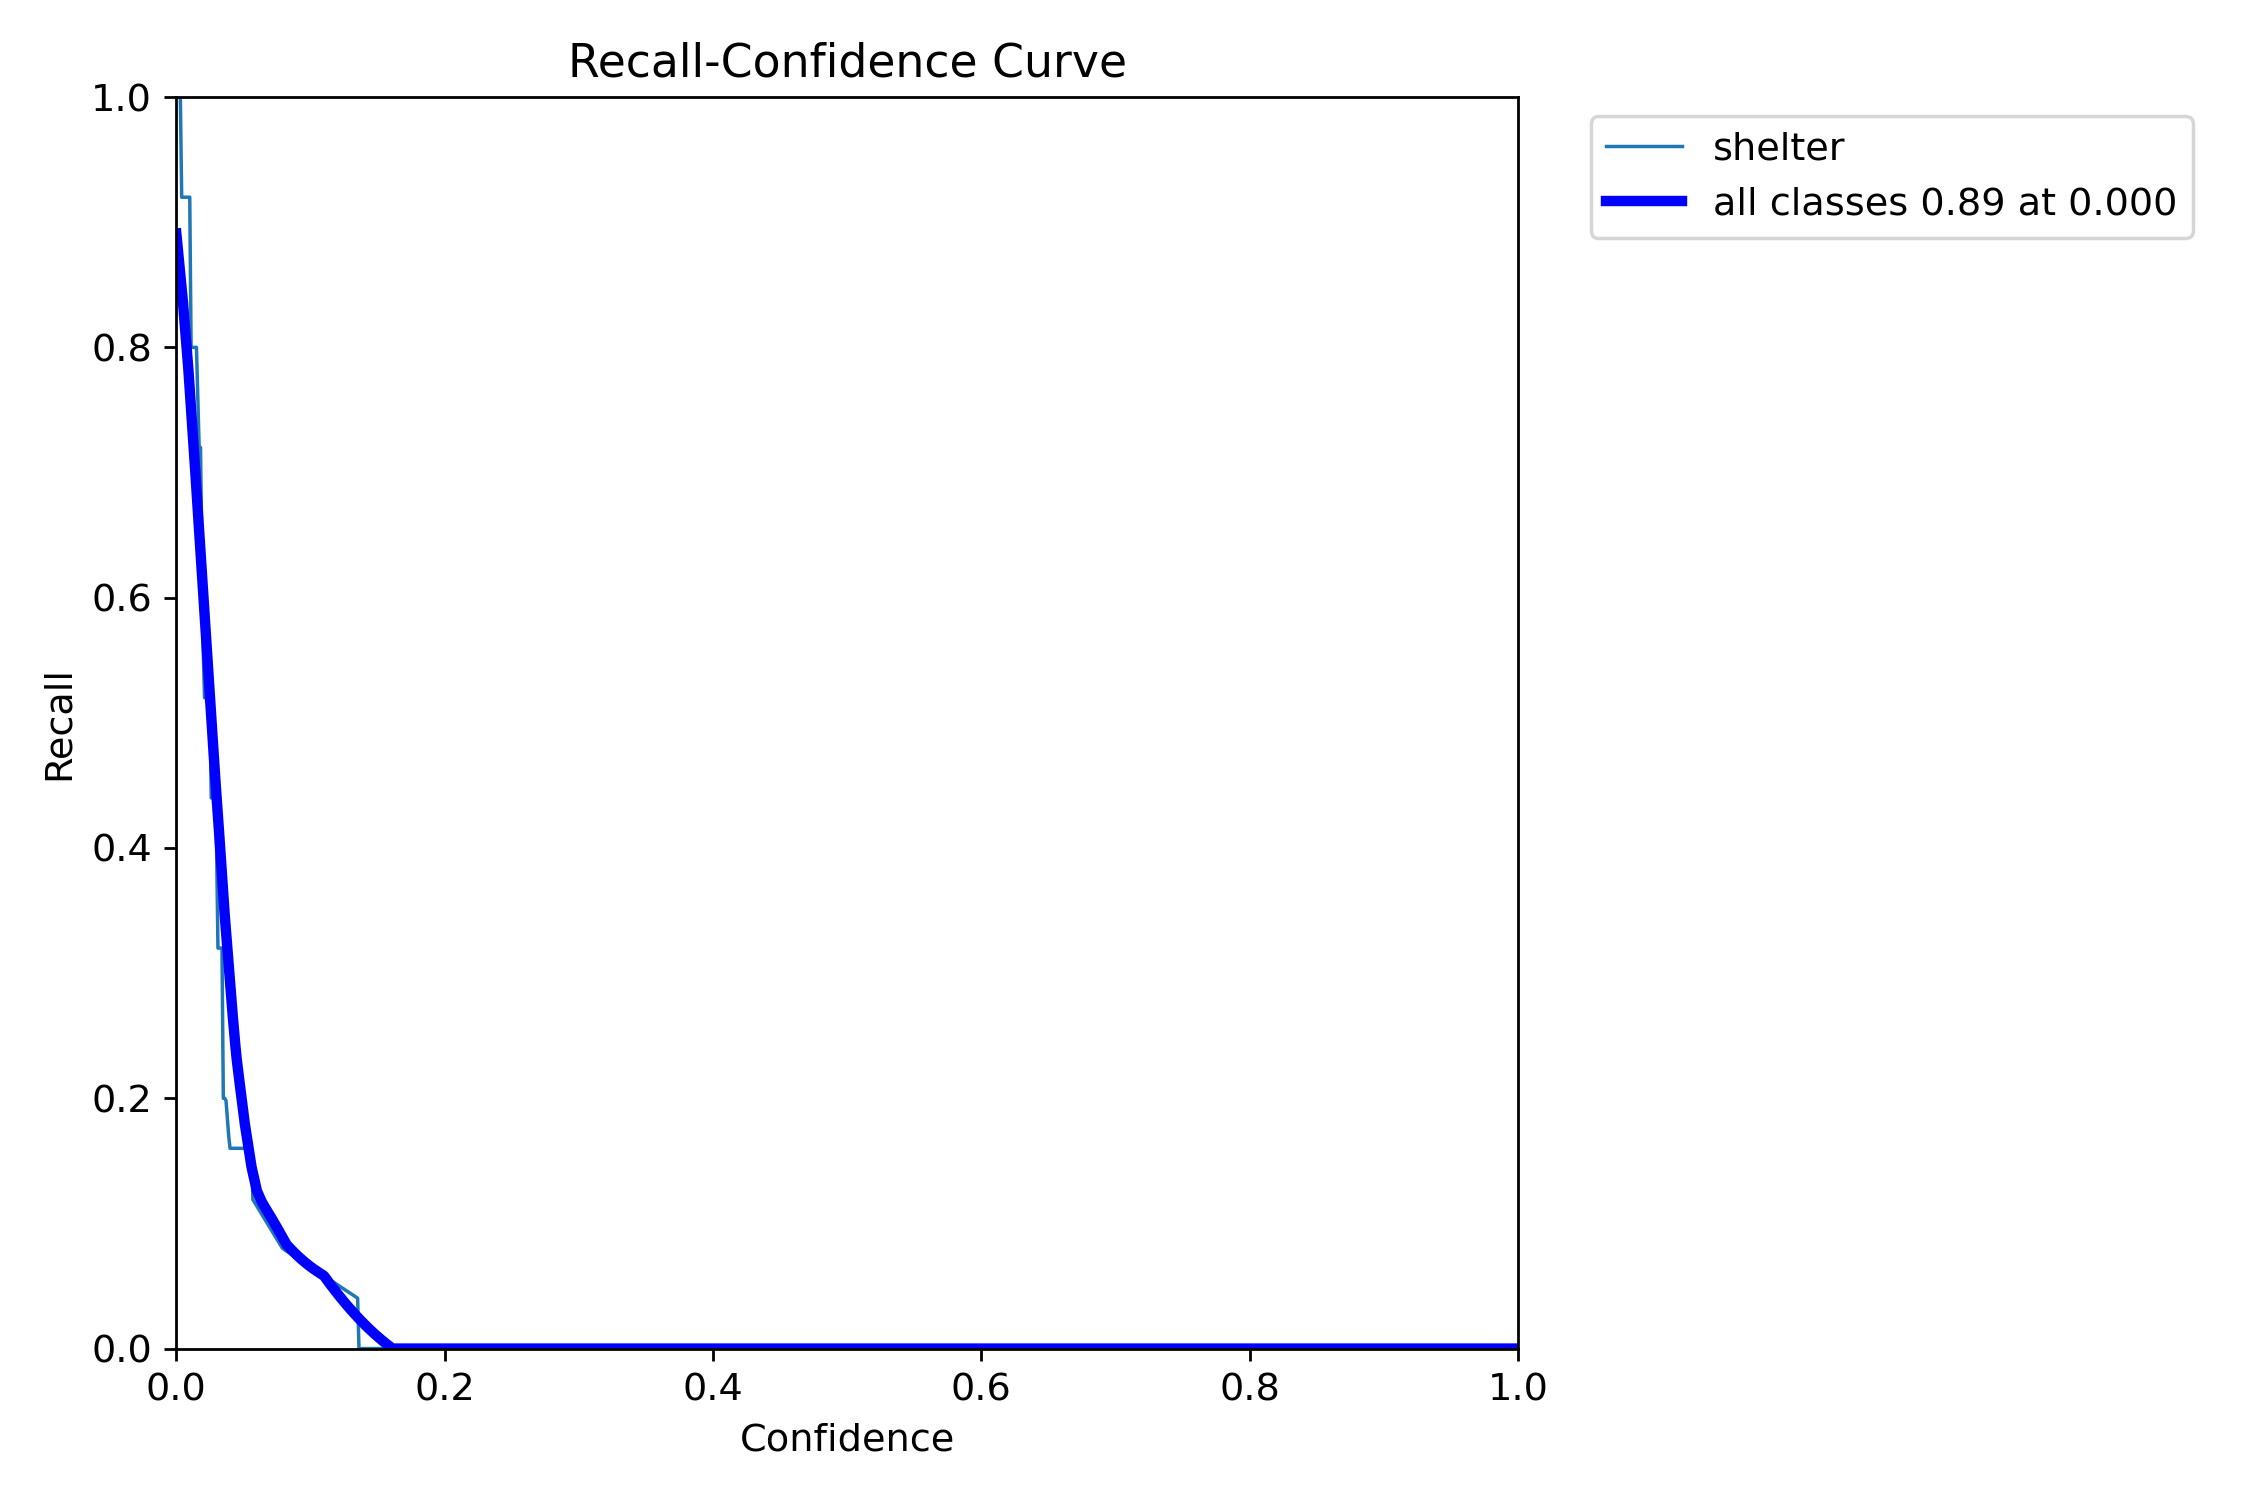 Recall-Confidence Curve
1.0
0.8
0.6
0.4
0.2
0.0
Recall
0.0 0.2 0.4 0.6 0.8 1.0
Confidence
shelter
all classes 0.89 at 0.000